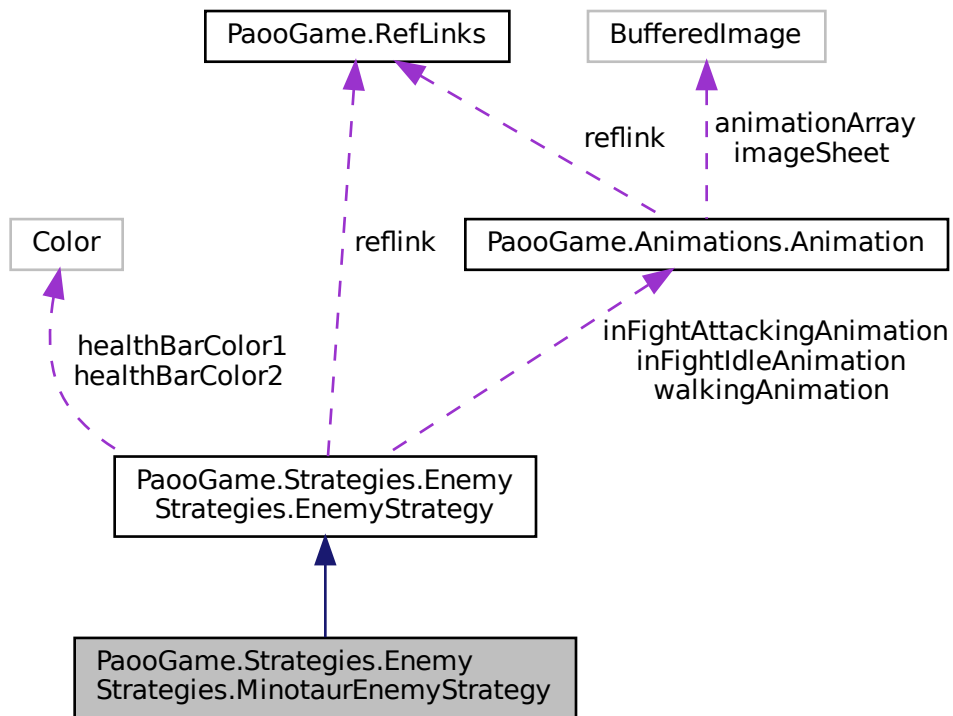 PaooGame.RefLinks
BufferedImage
animationArray
imageSheet
reflink
Color
reflink
PaooGame.Animations.Animation
healthBarColor1
healthBarColor2
inFightAttackingAnimation
inFightIdleAnimation
walkingAnimation
PaooGame.Strategies.Enemy
Strategies.EnemyStrategy
PaooGame.Strategies.Enemy
Strategies.MinotaurEnemyStrategy